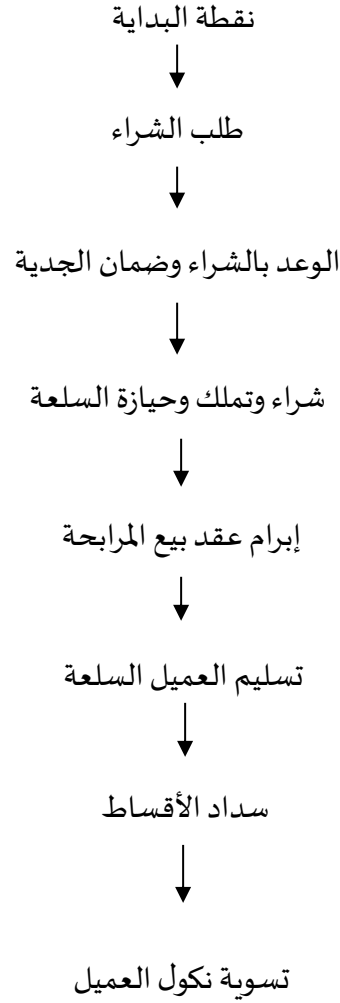 نقطة البداية
طلب الشراء
الوعد بالشراء وضمان الجدية
شراء وتملك وحيازة السلعة
إبرام عقد بيع المرابحة
تسليم العميل السلعة
سداد الأقساط
تسوية نكول العميل